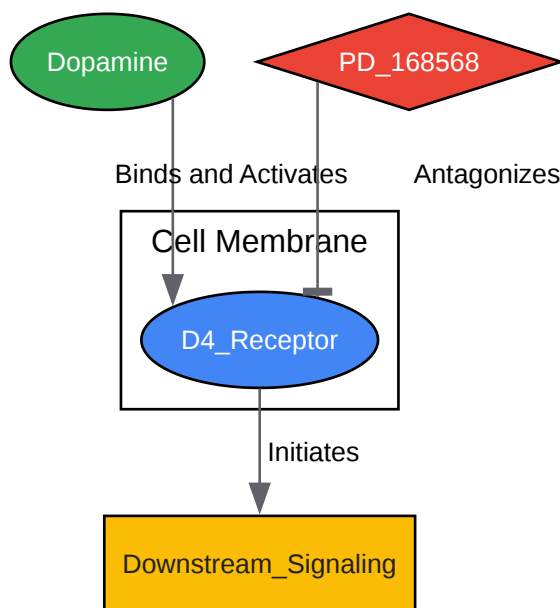 Dopamine
PD_168568
Binds and Activates
Antagonizes
Cell Membrane
D4_Receptor
Initiates
Downstream_Signaling